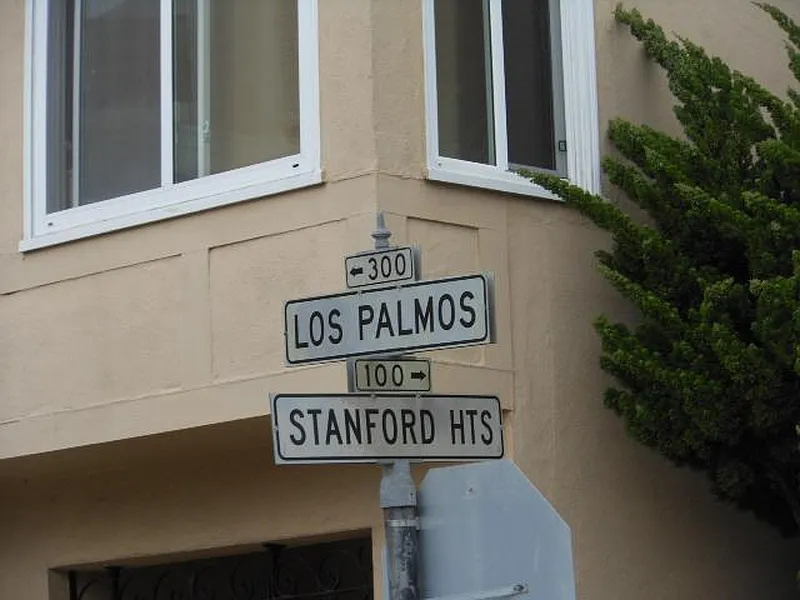 ← 300
LOS PALMOS
100 →
STANFORD HTS